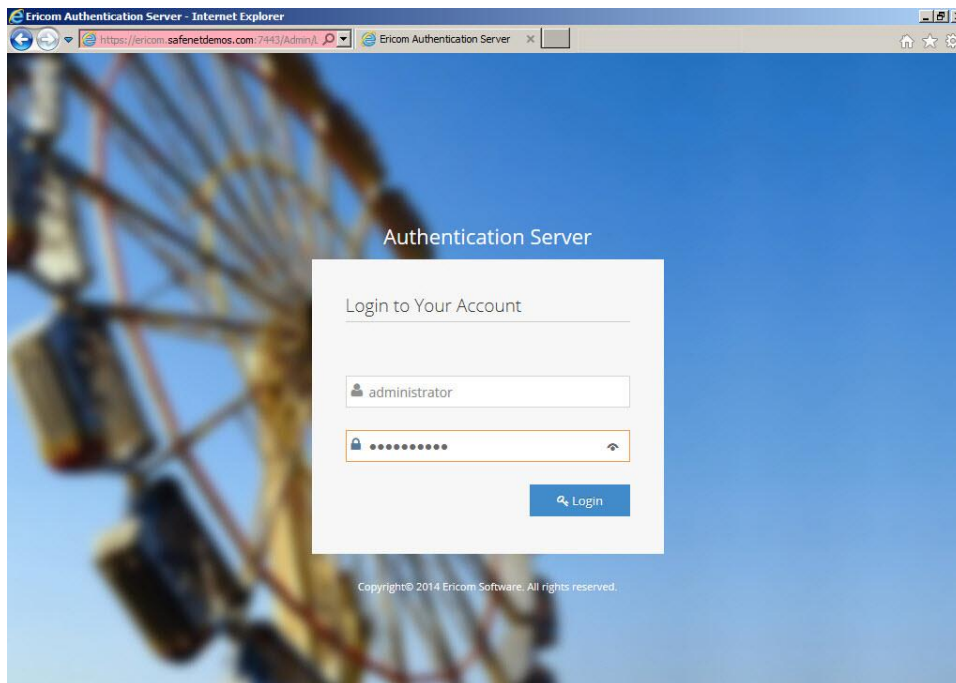 Ericom Authentication Server - Internet Explorer
https://ericom.safenetdemos.com:7443/Admin/L
Ericom Authentication Server
Authentication Server
Login to Your Account
administrator
Login
Copyright© 2014 Ericom Software. All rights reserved.